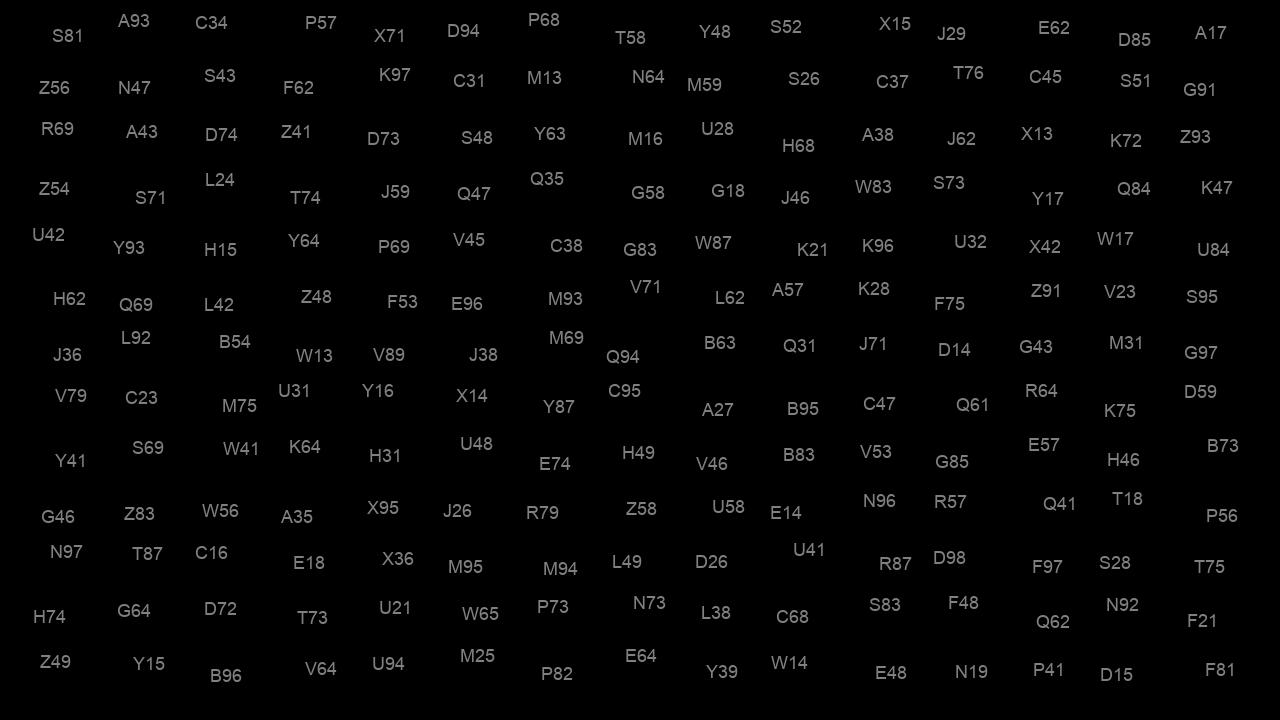 S81 A93 C34 P57 X71 D94 P68 T58 Y48 S52 X15 J29 E62 D85 A17
Z56 N47 S43 F62 K97 C31 M13 N64 M59 S26 C37 T76 C45 S51 G91
R69 A43 D74 Z41 D73 S48 Y63 M16 U28 H68 A38 J62 X13 K72 Z93
Z54 S71 L24 T74 J59 Q47 Q35 G58 G18 J46 W83 S73 Y17 Q84 K47
U42 Y93 H15 Y64 P69 V45 C38 G83 W87 K21 K96 U32 X42 W17 U84
H62 Q69 L42 Z48 F53 E96 M93 V71 L62 A57 K28 F75 Z91 V23 S95
J36 L92 B54 W13 V89 J38 M69 Q94 B63 Q31 J71 D14 G43 M31 G97
V79 C23 M75 U31 Y16 X14 Y87 C95 A27 B95 C47 Q61 R64 K75 D59
Y41 S69 W41 K64 H31 U48 E74 H49 V46 B83 V53 G85 E57 H46 B73
G46 Z83 W56 A35 X95 J26 R79 Z58 U58 E14 N96 R57 Q41 T18 P56
N97 T87 C16 E18 X36 M95 M94 L49 D26 U41 R87 D98 F97 S28 T75
H74 G64 D72 T73 U21 W65 P73 N73 L38 C68 S83 F48 Q62 N92 F21
Z49 Y15 B96 V64 U94 M25 P82 E64 Y39 W14 E48 N19 P41 D15 F81